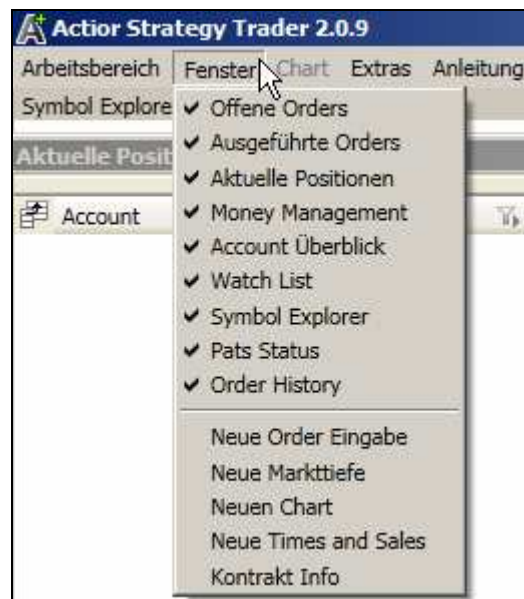 Actior Strategy Trader 2.0.9
Arbeitsbereich Fenster Chart Extras Anleitung
Symbol Explore
Aktuelle Posit
Account
Offene Orders
Ausgeführte Orders
Aktuelle Positionen
Money Management
Account Überblick
Watch List
Symbol Explorer
Pats Status
Order History
Neue Order Eingabe
Neue Markttiefe
Neuen Chart
Neue Times and Sales
Kontrakt Info